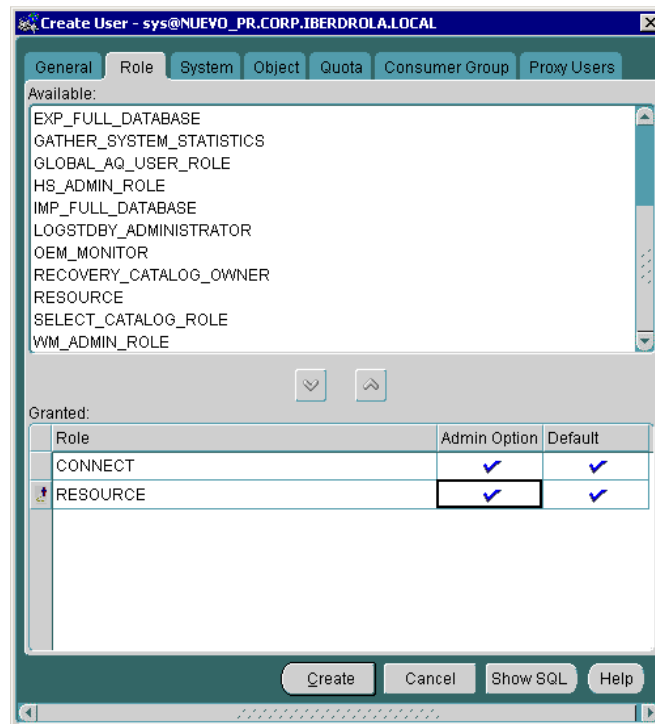 Create User - sys@NUEVO_PR.CORP.IBERDROLA.LOCAL
General Role System Object Quota Consumer Group Proxy Users
Available:
EXP_FULL_DATABASE
GATHER_SYSTEM_STATISTICS
GLOBAL_AQ_USER_ROLE
HS_ADMIN_ROLE
IMP_FULL_DATABASE
LOGSTDBY_ADMINISTRATOR
OEM_MONITOR
RECOVERY_CATALOG_OWNER
RESOURCE
SELECT_CATALOG_ROLE
WM_ADMIN_ROLE
Granted:
Role Admin Option Default
CONNECT
RESOURCE
Create Cancel Show SQL Help